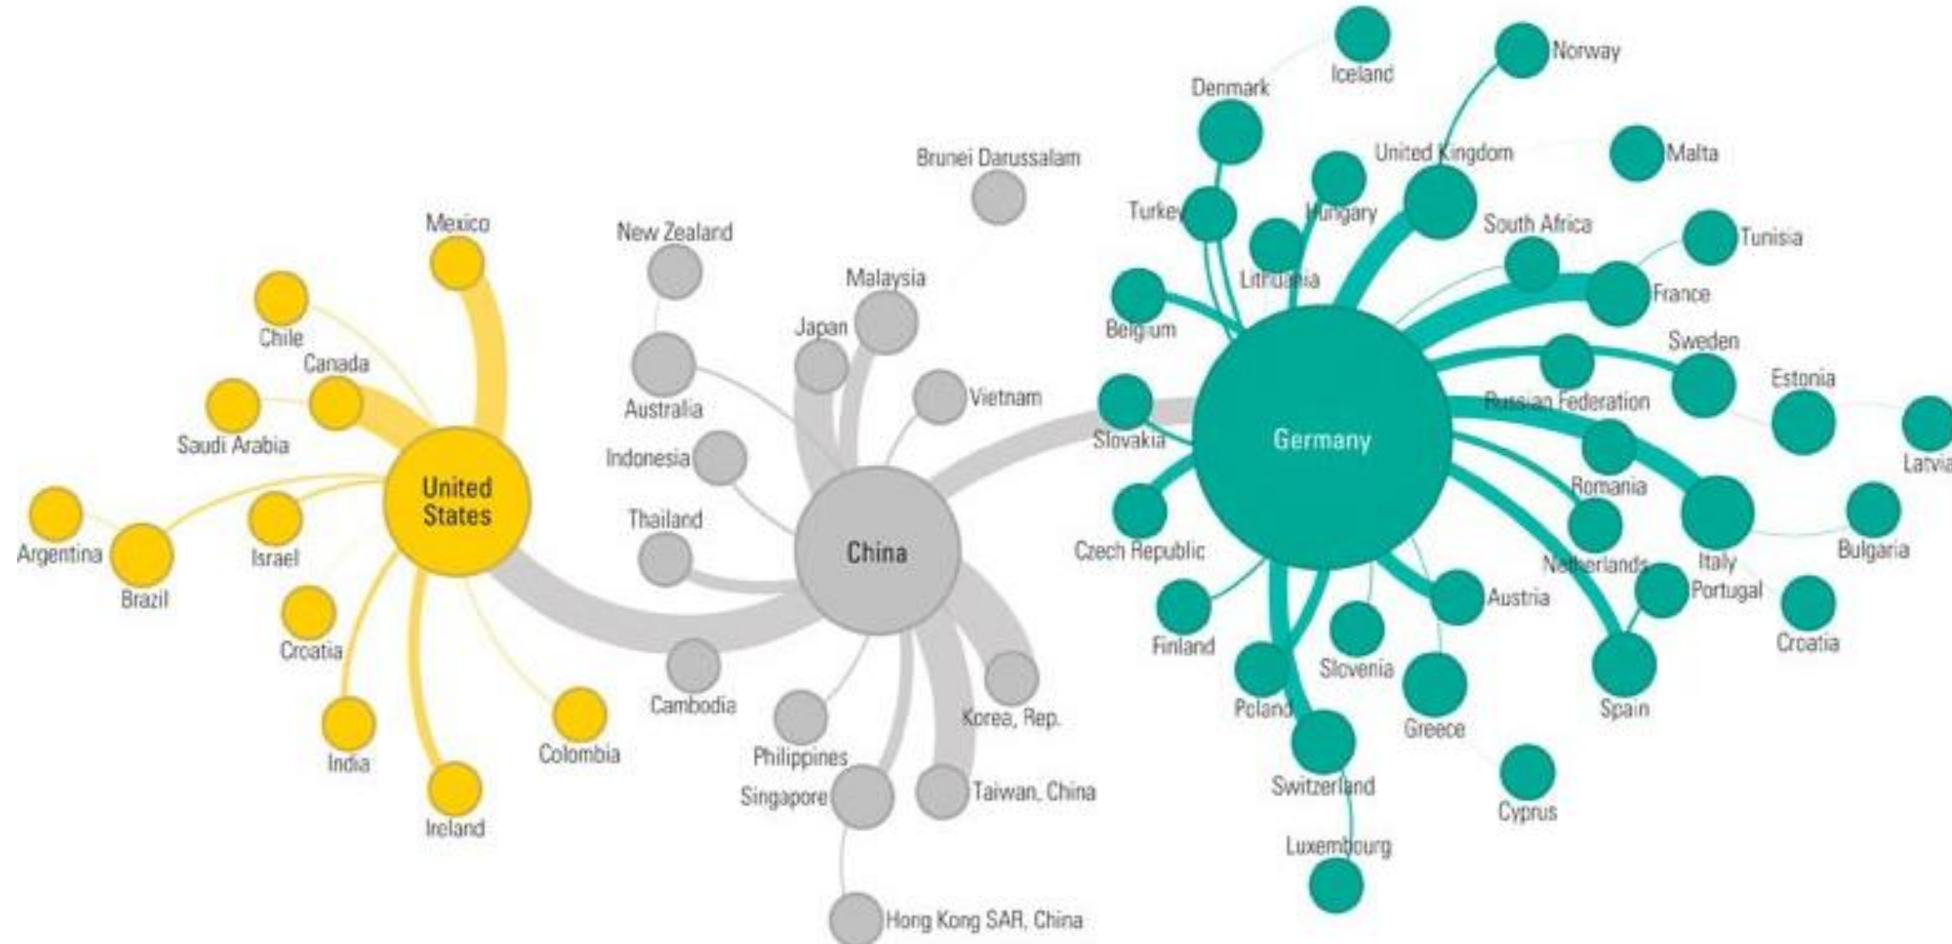 Iceland
Norway
Denmark
United Kingdom
Malta
Brunei Darussalam
Turkey
Hungary
South Africa
Tunisia
Mexico
New Zealand
Malaysia
Lithuania
France
Chile
Japan
Belgium
Sweden
Canada
Australia
Vietnam
Russian Federation
Estonia
Saudi Arabia
Indonesia
Slovakia
Germany
Latvia
United
States
Romania
Thailand
China
Argentina
Israel
Czech Republic
Netherlands
Italy
Bulgaria
Brazil
Portugal
Austria
Croatia
Finland
Slovenia
Croatia
Cambodia
Korea, Rep.
Poland
Greece
Spain
India
Colombia
Philippines
Singapore
Taiwan, China
Switzerland
Cyprus
Ireland
Luxembourg
Hong Kong SAR, China